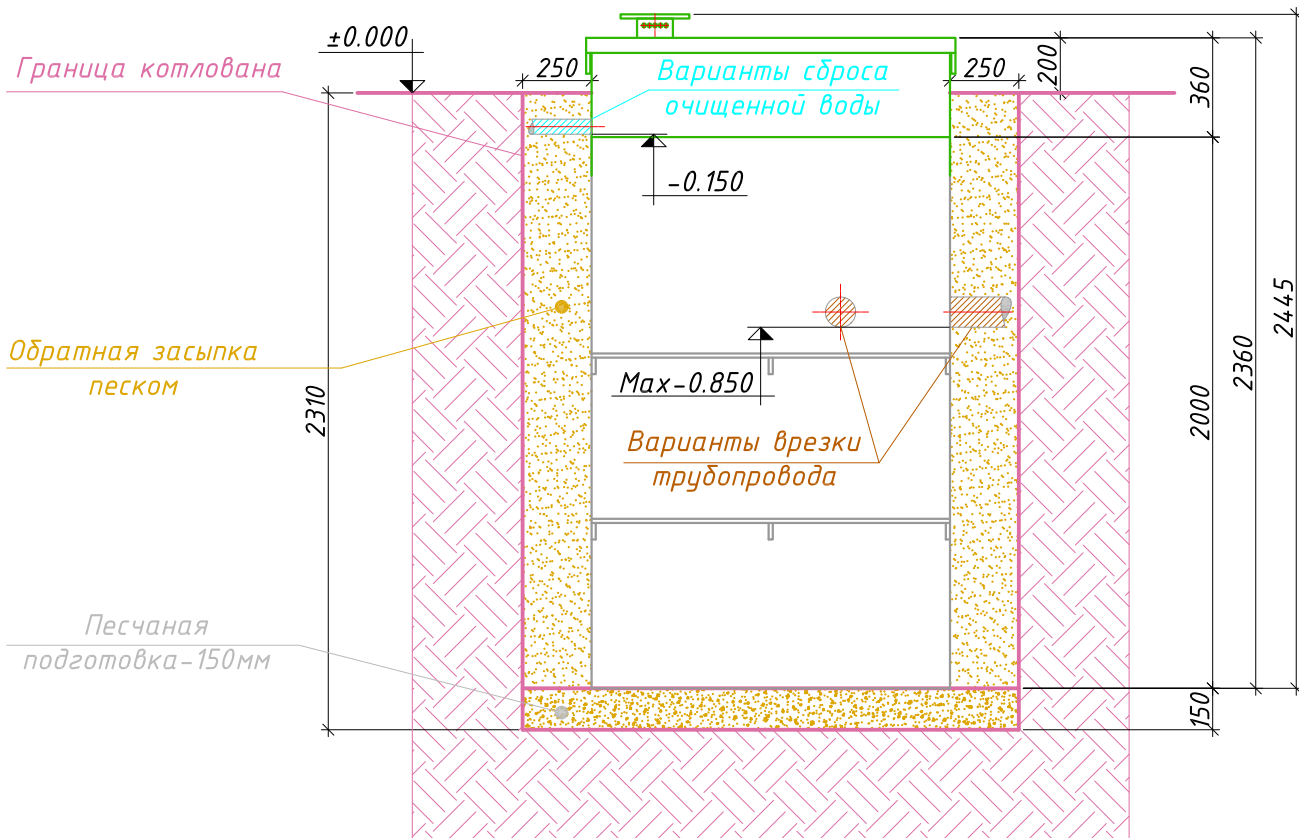 ±0.000
Граница котлована
250
Варианты сброса
очищенной воды
250
200
360
-0.150
2445
2360
Обратная засыпка
песком
2310
Max-0.850
2000
Варианты врезки
трубопровода
Песчаная
подготовка-150мм
150